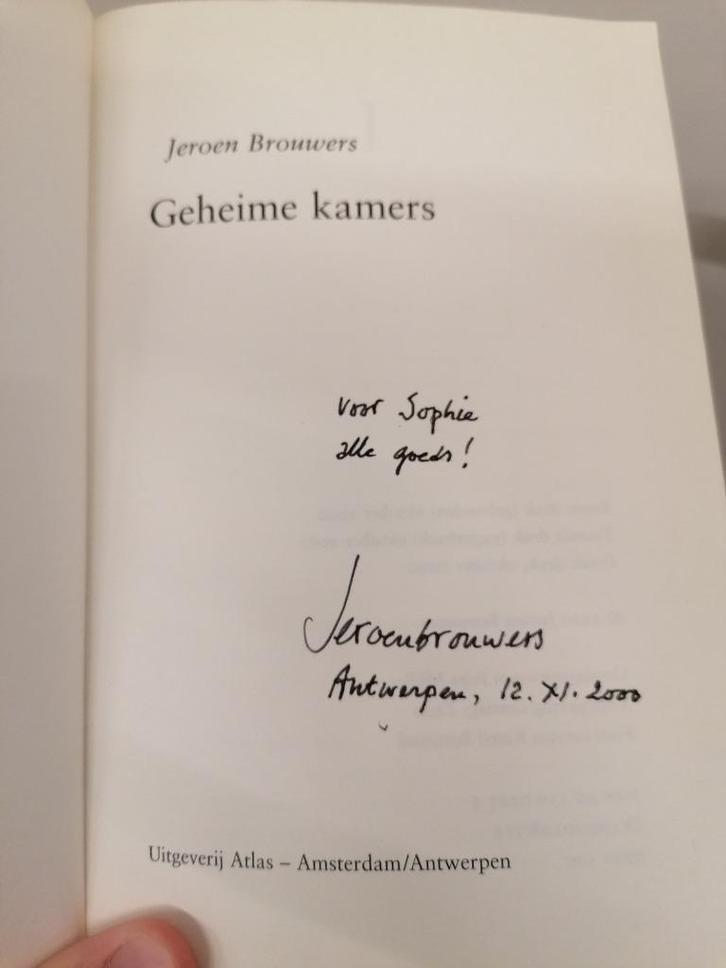 Jeroen Brouwers
Geheime kamers
voor Sophie
alle goeds!
Jeroenbrouwers
Antwerpen, 12. XI. 2000
Uitgeverij Atlas – Amsterdam/Antwerpen